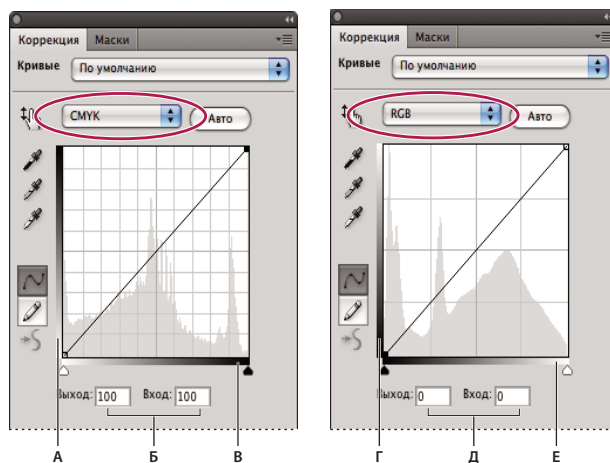 Коррекция Маски
Кривые По умолчанию
CMYK Авто
Выход: 100 Вход: 100
А Б В
Коррекция Маски
Кривые По умолчанию
RGB Авто
Выход: 0 Вход: 0
Г Д Е